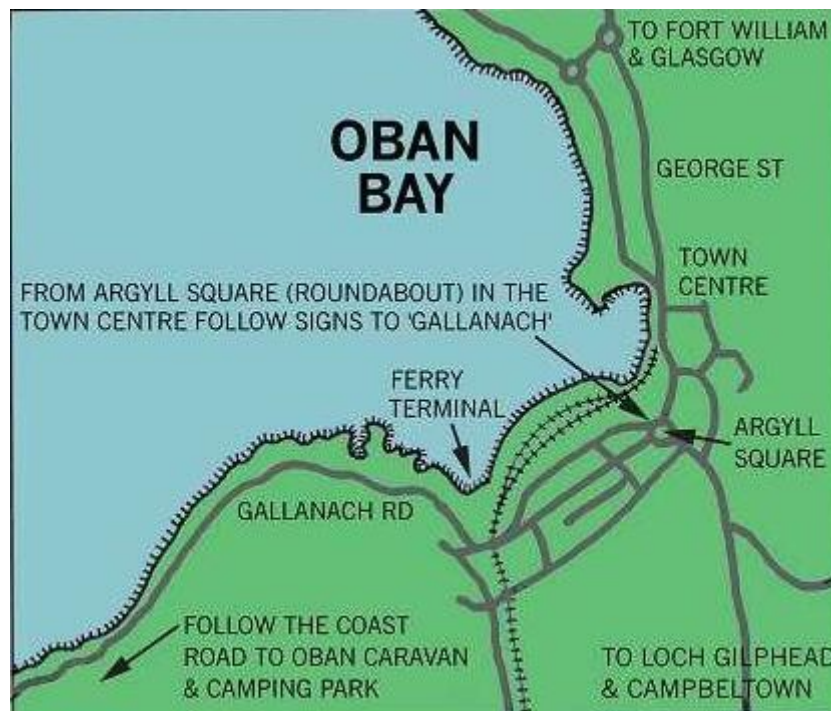 TO FORT WILLIAM
& GLASGOW
OBAN
BAY
GEORGE ST
TOWN
CENTRE
FROM ARGYLL SQUARE (ROUNDABOUT) IN THE
TOWN CENTRE FOLLOW SIGNS TO 'GALLANACH'
FERRY
TERMINAL
ARGYLL
SQUARE
GALLANACH RD
FOLLOW THE COAST
ROAD TO OBAN CARAVAN
& CAMPING PARK
TO LOCH GILPHEAD
& CAMPBELTOWN